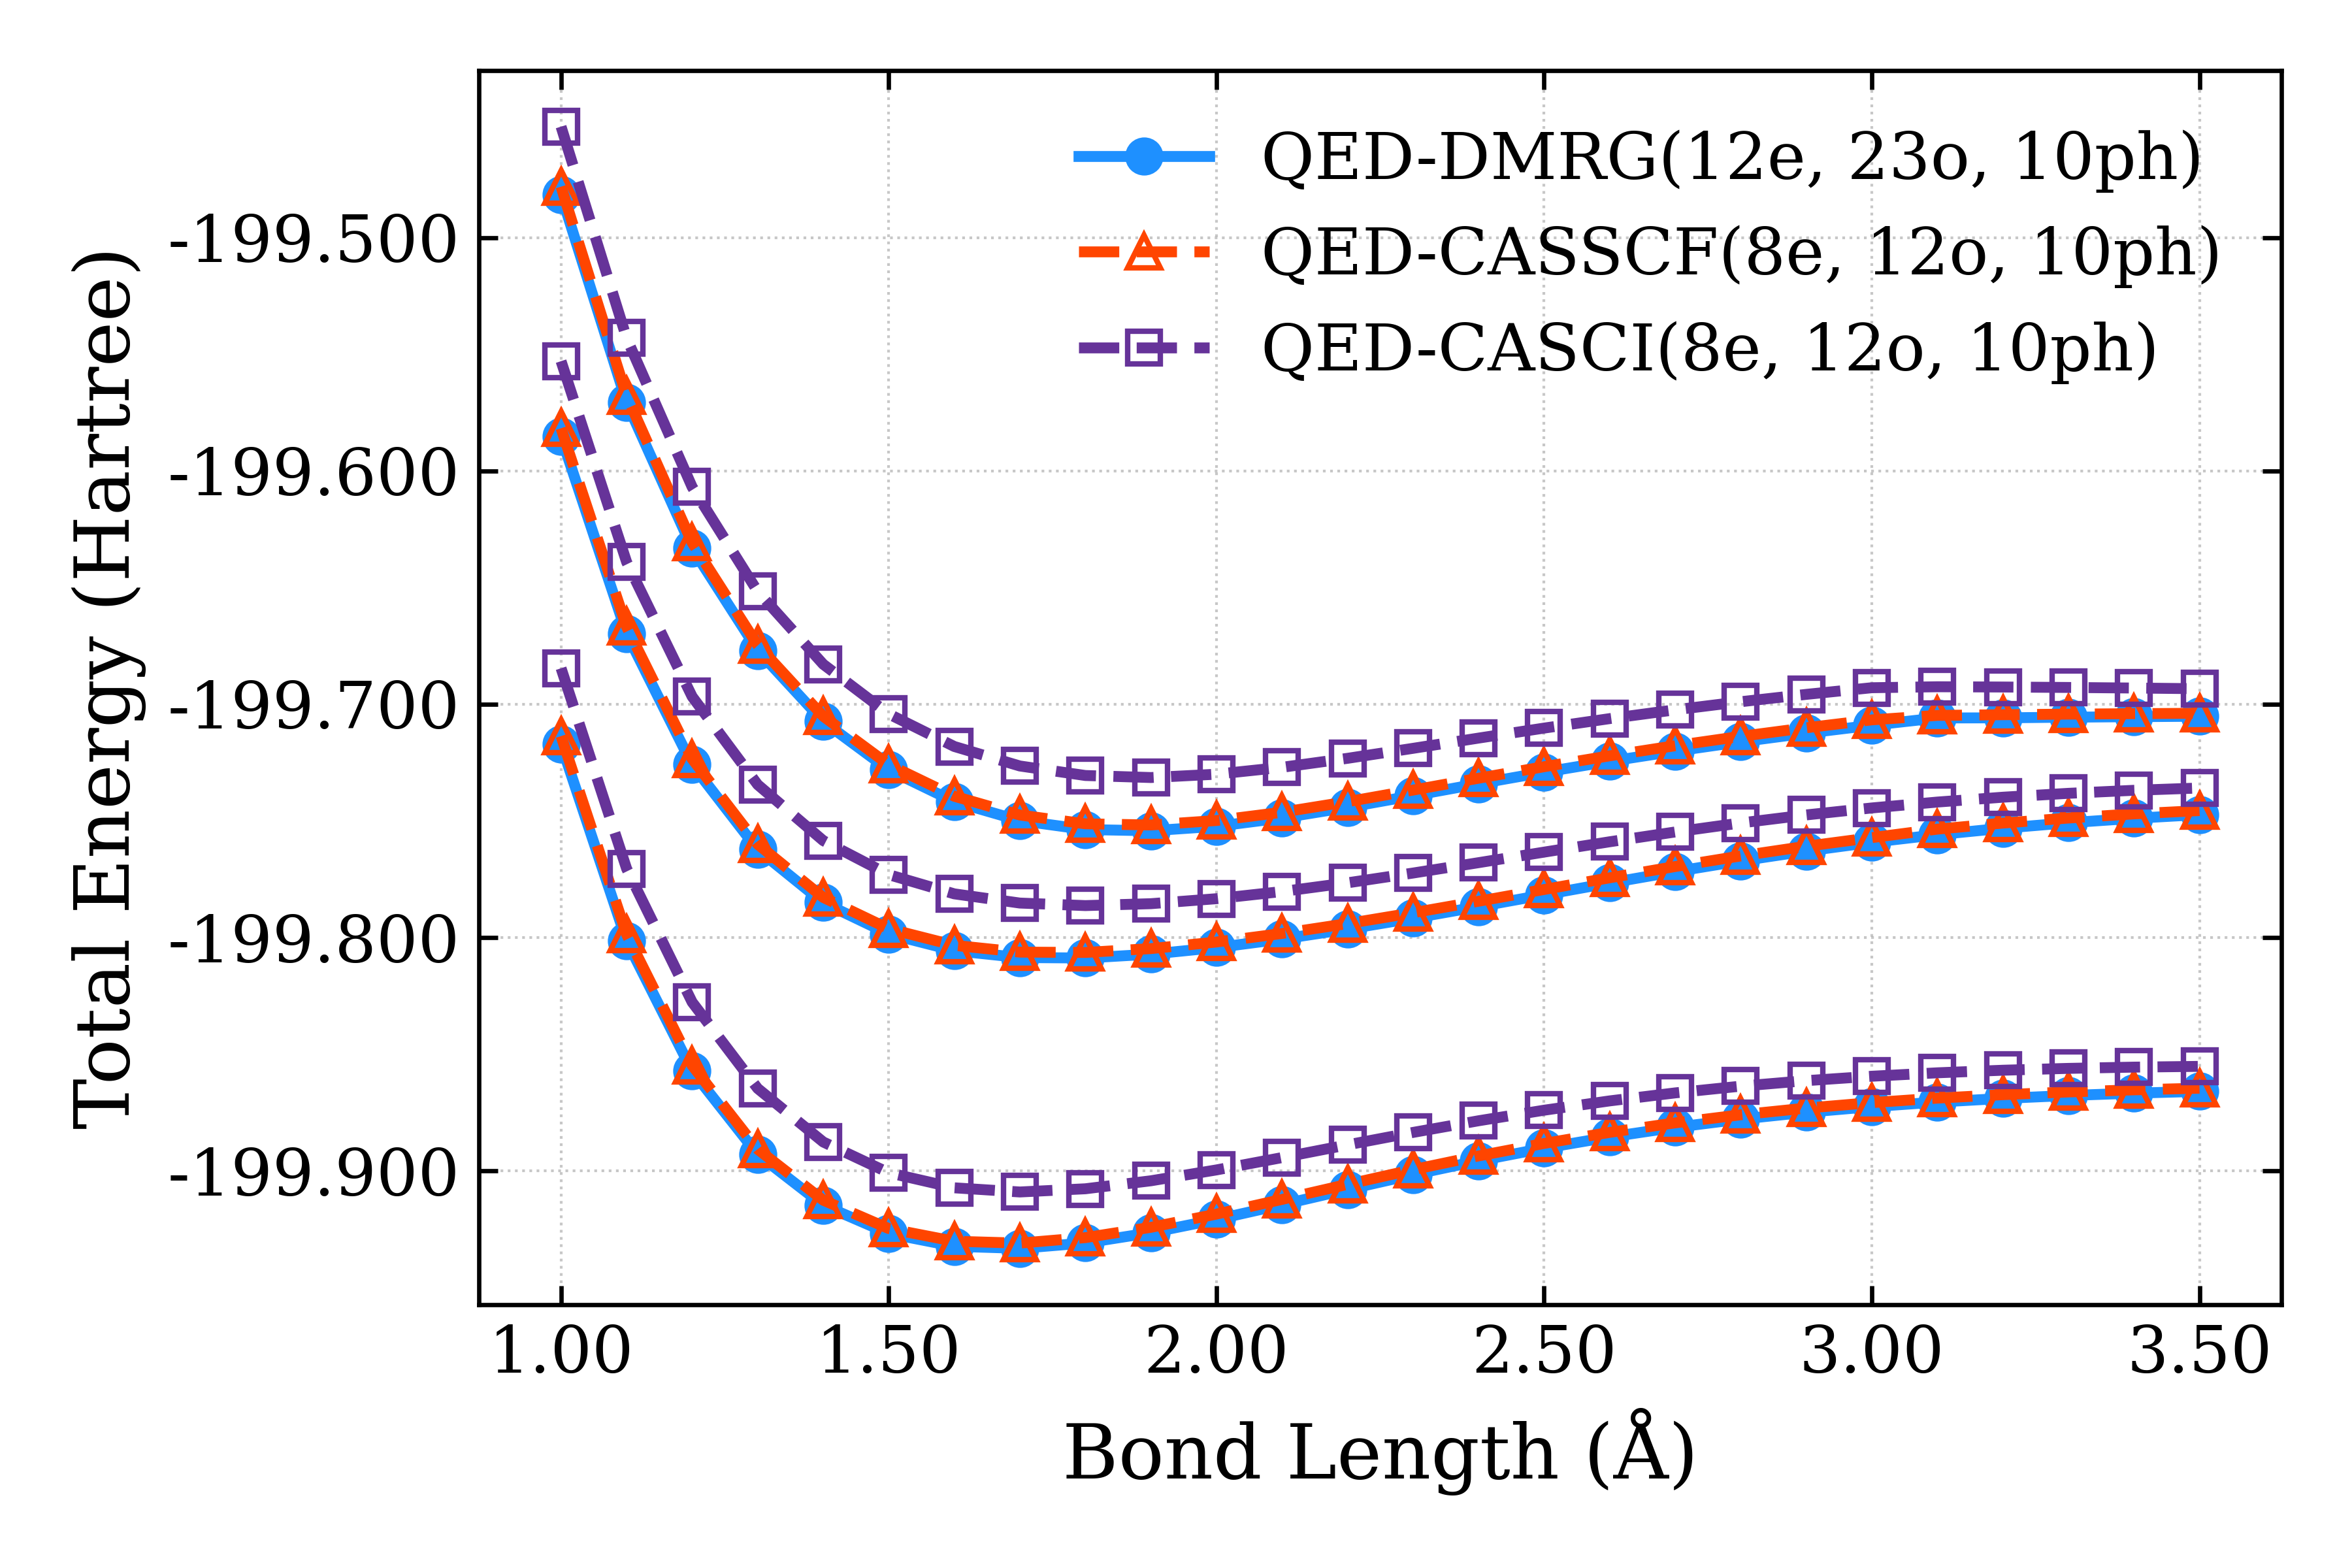 QED-DMRG(12e, 23o, 10ph)
QED-CASSCF(8e, 12o, 10ph)
QED-CASCI(8e, 12o, 10ph)
Total Energy (Hartree)
-199.500
-199.600
-199.700
-199.800
-199.900
1.00 1.50 2.00 2.50 3.00 3.50
Bond Length (Å)